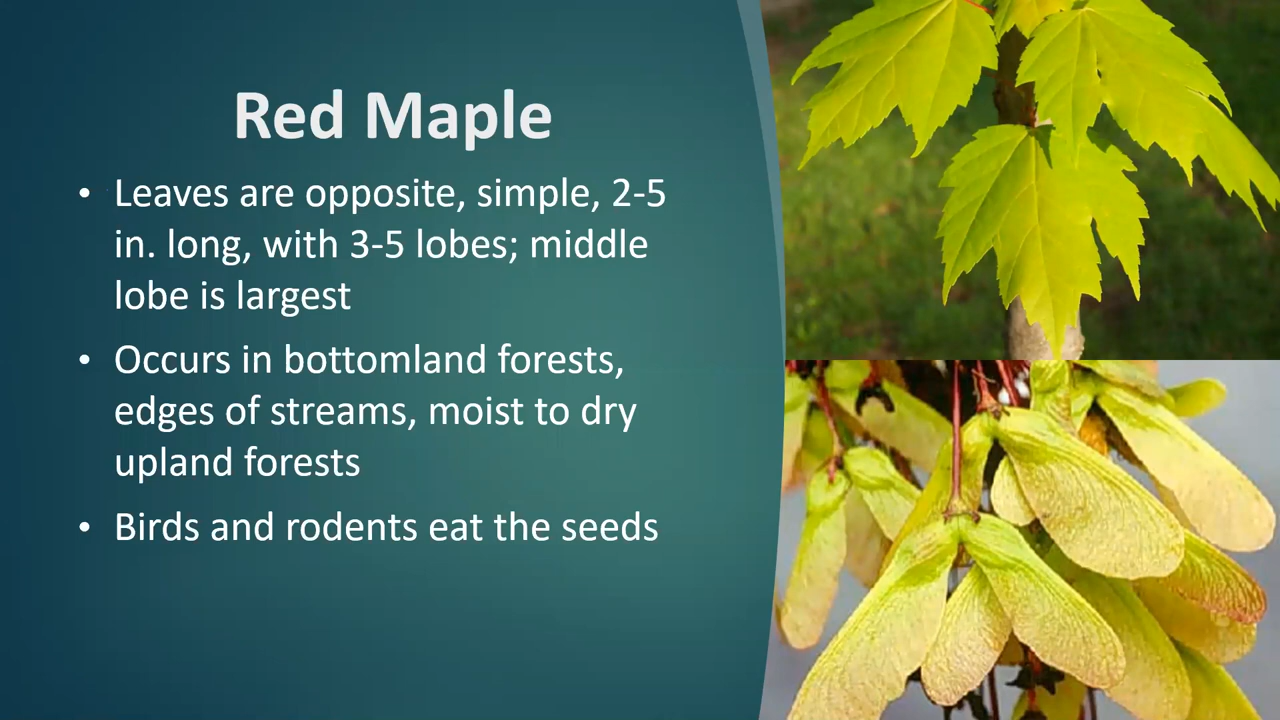 Red Maple
• Leaves are opposite, simple, 2-5
in. long, with 3-5 lobes; middle
lobe is largest
• Occurs in bottomland forests,
edges of streams, moist to dry
upland forests
• Birds and rodents eat the seeds